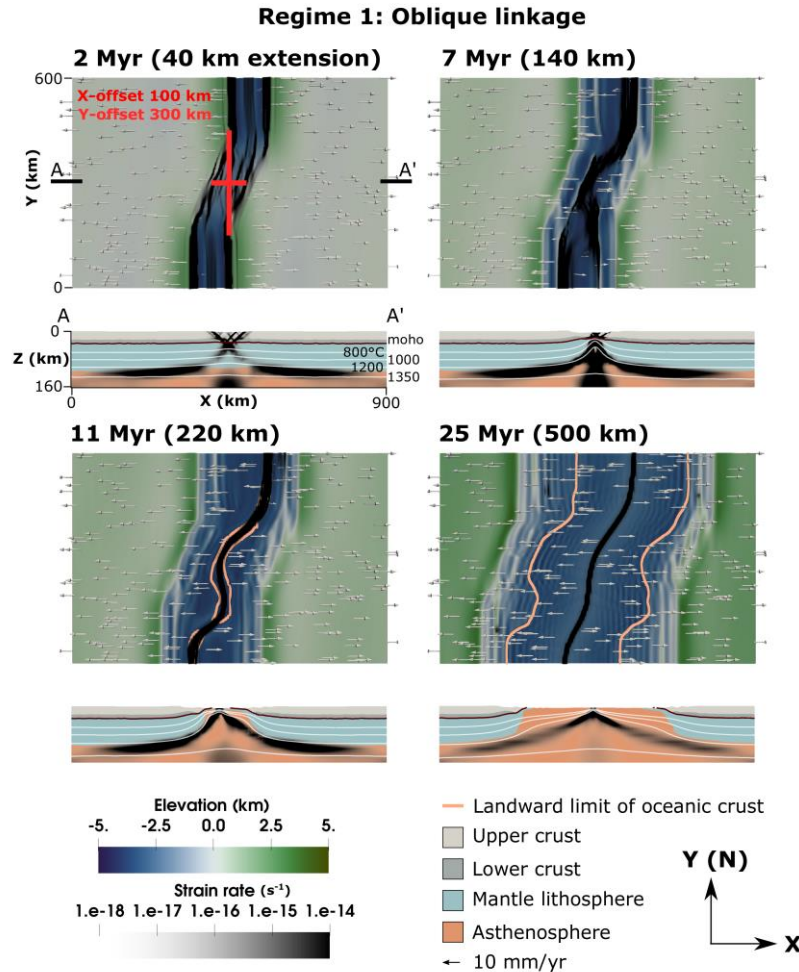 Regime 1: Oblique linkage
2 Myr (40 km extension)
7 Myr (140 km)
600
X-offset 100 km
Y-offset 300 km
A
A'
Y (km)
0
A
A'
0
moho
800°C
Z (km)
1000
1200
1350
160
0
X (km)
900
11 Myr (220 km)
25 Myr (500 km)
Elevation (km)
-5. -2.5 0.0 2.5 5.
Strain rate (s⁻¹)
1.e-18 1.e-17 1.e-16 1.e-15 1.e-14
Landward limit of oceanic crust
Upper crust
Lower crust
Mantle lithosphere
Asthenosphere
10 mm/yr
Y (N)
X